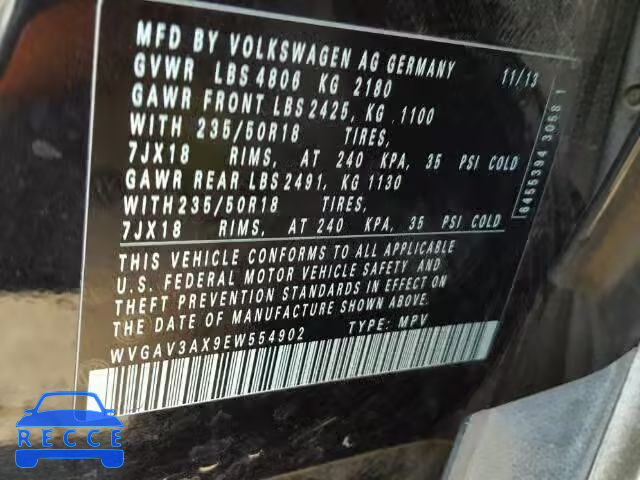 MFD BY VOLKSWAGEN AG GERMANY 11/13
GVWR LBS 4806 KG 2180
GAWR FRONT LBS 2425, KG 1100
WITH 235/50R18 TIRES,
7JX18 RIMS, AT 240 KPA, 35 PSI COLD
GAWR REAR LBS 2491, KG 1130
WITH 235/50R18 TIRES,
7JX18 RIMS, AT 240 KPA, 35 PSI COLD
THIS VEHICLE CONFORMS TO ALL APPLICABLE
U.S. FEDERAL MOTOR VEHICLE SAFETY AND
THEFT PREVENTION STANDARDS IN EFFECT ON
THE DATE OF MANUFACTURE SHOWN ABOVE.
WVGAV3AX9EW554902 TYPE: MPV
RECCE